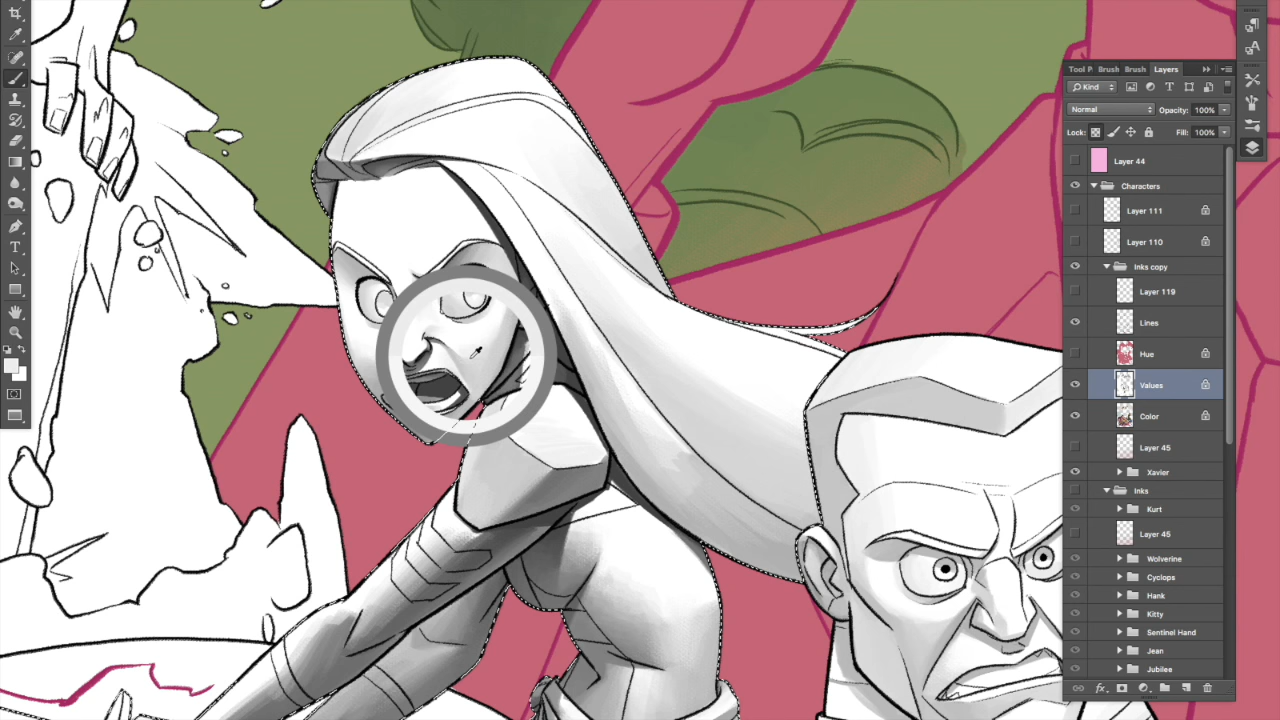 Tool P Brush Brush Layers
Kind
Normal Opacity: 100%
Lock: Fill: 100%
Layer 44
Characters
Layer 111
Layer 110
Inks copy
Layer 119
Lines
Hue
Values
Color
Layer 45
Xavier
Inks
Kurt
Layer 45
Wolverine
Cyclops
Hank
Kitty
Sentinel Hand
Jean
Jubilee
fx